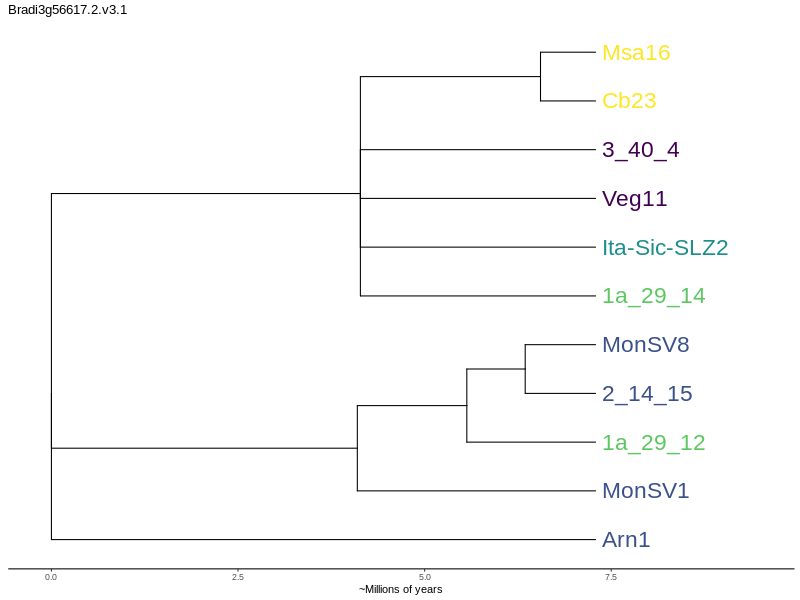 Bradi3g56617.2.v3.1
Msa16
Cb23
3_40_4
Veg11
Ita-Sic-SLZ2
1a_29_14
MonSV8
2_14_15
1a_29_12
MonSV1
Arn1
0.0 2.5 5.0 7.5
~Millions of years